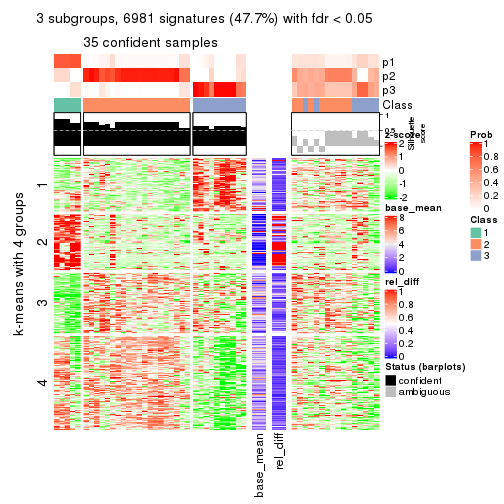 3 subgroups, 6981 signatures (47.7%) with fdr < 0.05
35 confident samples
p1
p2
p3
Class
1
0.5
0
Silhouette
score
k-means with 4 groups
1
2
3
4
base_mean
rel_diff
z-score
2
1
0
-1
-2
base_mean
8
6
4
2
0
rel_diff
1
0.8
0.6
0.4
0.2
0
Status (barplots)
confident
ambiguous
Prob
1
0.8
0.6
0.4
0.2
0
Class
1
2
3